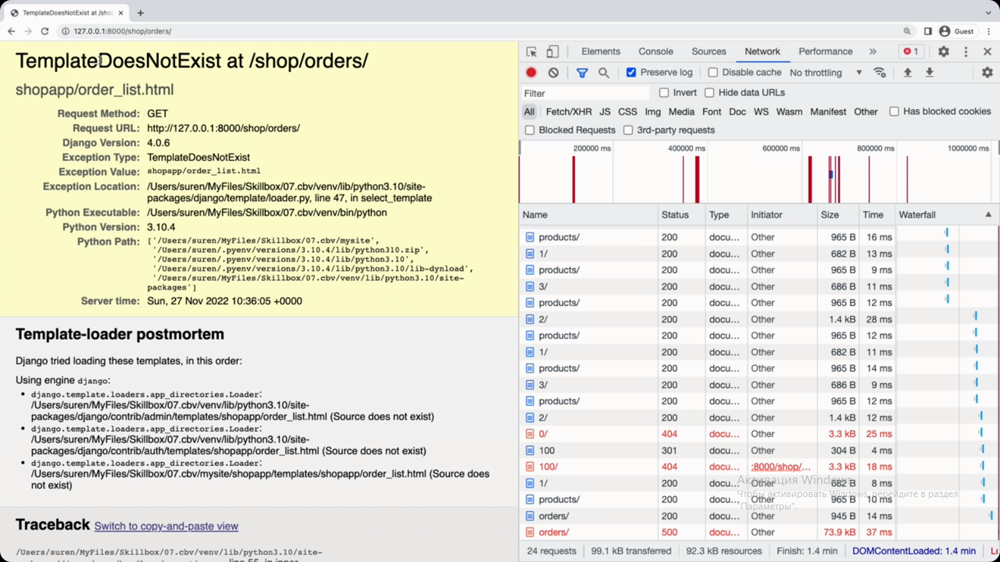 TemplateDoesNotExist at /shop
127.0.0.1:8000/shop/orders/
Guest
TemplateDoesNotExist at /shop/orders/
shopapp/order_list.html
Request Method: GET
Request URL: http://127.0.0.1:8000/shop/orders/
Django Version: 4.0.6
Exception Type: TemplateDoesNotExist
Exception Value: shopapp/order_list.html
Exception Location: /Users/suren/MyFiles/Skillbox/07.cbv/venv/lib/python3.10/site-
packages/django/template/loader.py, line 47, in select_template
Python Executable: /Users/suren/MyFiles/Skillbox/07.cbv/venv/bin/python
Python Version: 3.10.4
Python Path: ['/Users/suren/MyFiles/Skillbox/07.cbv/mysite',
'/Users/suren/.pyenv/versions/3.10.4/lib/python310.zip',
'/Users/suren/.pyenv/versions/3.10.4/lib/python3.10',
'/Users/suren/.pyenv/versions/3.10.4/lib/python3.10/lib-dynload',
'/Users/suren/MyFiles/Skillbox/07.cbv/venv/lib/python3.10/site-
packages']
Server time: Sun, 27 Nov 2022 10:36:05 +0000
Template-loader postmortem
Django tried loading these templates, in this order:
Using engine django:
• django.template.loaders.app_directories.Loader:
/Users/suren/MyFiles/Skillbox/07.cbv/venv/lib/python3.10/site-
packages/django/contrib/admin/templates/shopapp/order_list.html (Source does not exist)
• django.template.loaders.app_directories.Loader:
/Users/suren/MyFiles/Skillbox/07.cbv/venv/lib/python3.10/site-
packages/django/contrib/auth/templates/shopapp/order_list.html (Source does not exist)
• django.template.loaders.app_directories.Loader:
/Users/suren/MyFiles/Skillbox/07.cbv/mysite/shopapp/templates/shopapp/order_list.html (Source does
not exist)
Traceback Switch to copy-and-paste view
/Users/suren/MyFiles/Skillbox/07.cbv/venv/lib/python3.10/site-
Elements Console Sources Network Performance » 1
Preserve log Disable cache No throttling
Filter Invert Hide data URLs
All Fetch/XHR JS CSS Img Media Font Doc WS Wasm Manifest Other Has blocked cookies
Blocked Requests 3rd-party requests
200000 ms 400000 ms 600000 ms 800000 ms 1000000 ms
Name Status Type Initiator Size Time Waterfall
products/ 200 docu... Other 965 B 16 ms
1/ 200 docu... Other 682 B 13 ms
products/ 200 docu... Other 965 B 9 ms
3/ 200 docu... Other 686 B 11 ms
products/ 200 docu... Other 965 B 12 ms
2/ 200 docu... Other 1.4 kB 28 ms
products/ 200 docu... Other 965 B 12 ms
1/ 200 docu... Other 682 B 11 ms
products/ 200 docu... Other 965 B 14 ms
3/ 200 docu... Other 686 B 9 ms
products/ 200 docu... Other 965 B 12 ms
2/ 200 docu... Other 1.4 kB 12 ms
0/ 404 docu... Other 3.3 kB 25 ms
100 301 docu... Other 304 B 4 ms
100/ 404 docu... :8000/shop/... 3.3 kB 18 ms
1/ 200 docu... Other 682 B 8 ms
products/ 200 docu... Other 965 B 10 ms
orders/ 200 docu... Other 945 B 14 ms
orders/ 500 docu... Other 73.9 kB 37 ms
Активация Windows
Чтобы активировать Windows, перейдите в раздел
"Параметры".
24 requests 99.1 kB transferred 92.3 kB resources Finish: 1.4 min DOMContentLoaded: 1.4 min